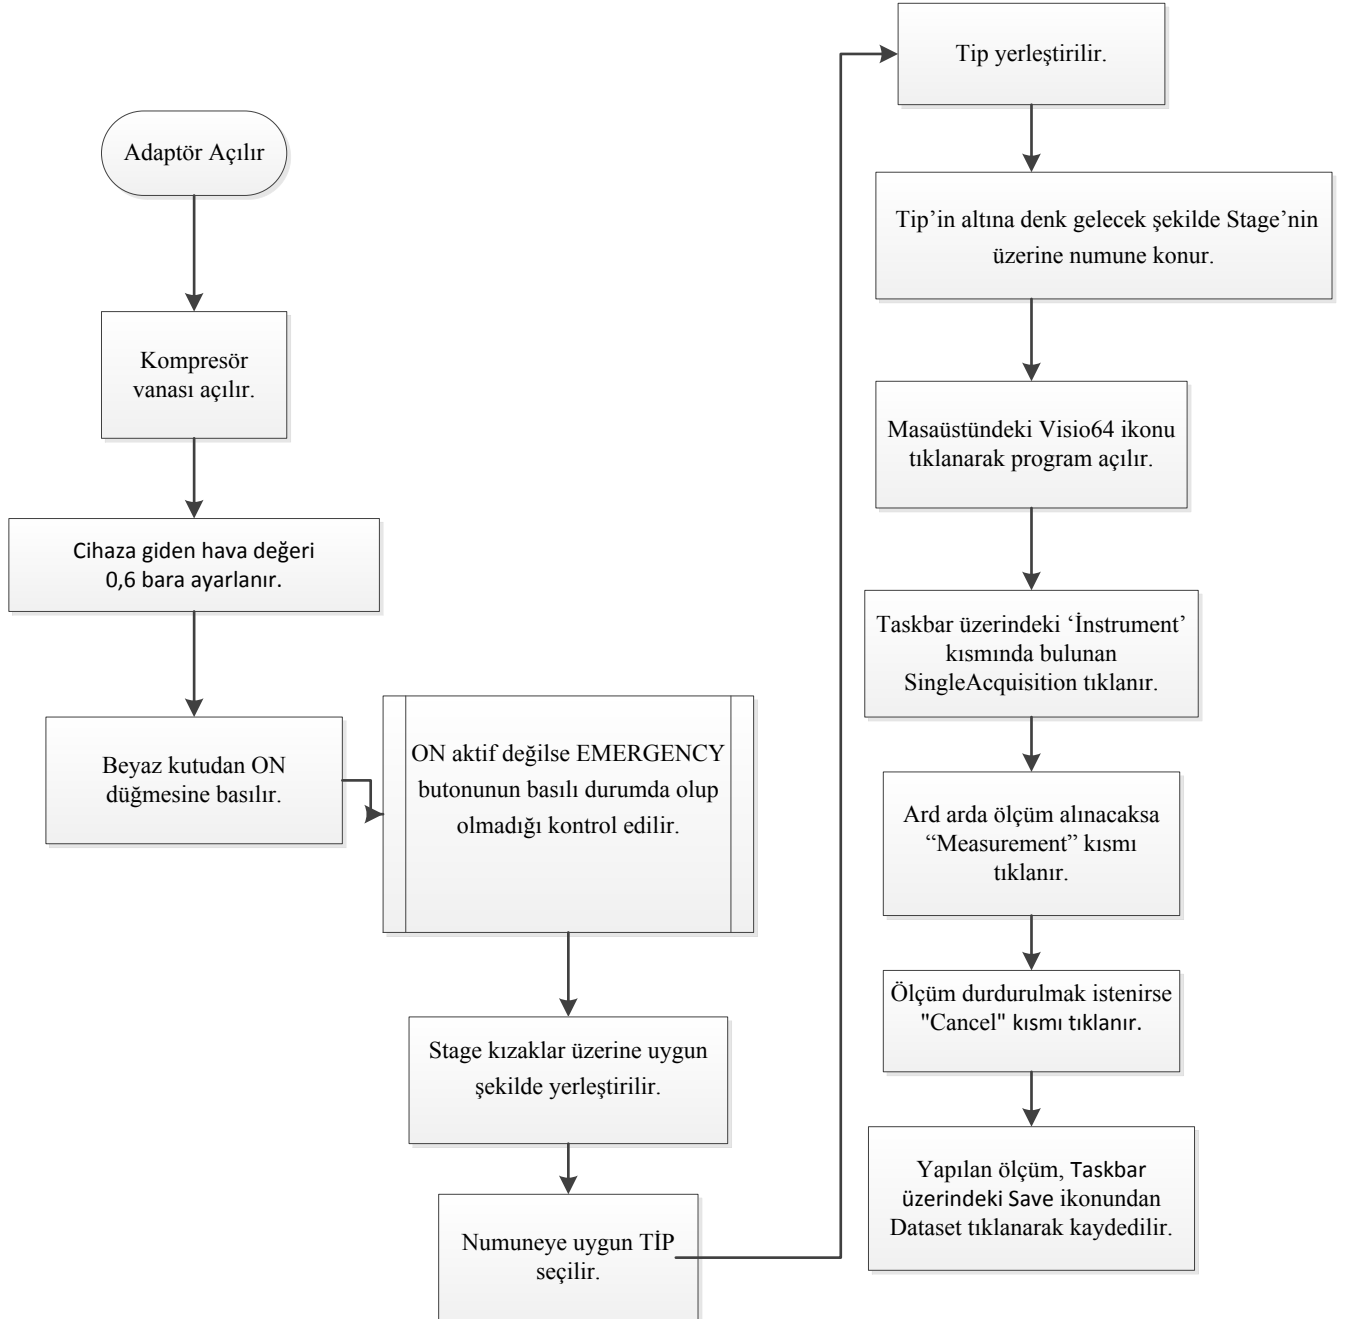 Adaptör Açılır
Kompresör
vanası açılır.
Cihaza giden hava değeri
0,6 bara ayarlanır.
Beyaz kutudan ON
düğmesine basılır.
ON aktif değilse EMERGENCY
butonunun basılı durumda olup
olmadığı kontrol edilir.
Stage kızaklar üzerine uygun
şekilde yerleştirilir.
Numuneye uygun TİP
seçilir.
Tip yerleştirilir.
Tip’in altına denk gelecek şekilde Stage’nin
üzerine numune konur.
Masaüstündeki Visio64 ikonu
tıklanarak program açılır.
Taskbar üzerindeki ‘İnstrument’
kısmında bulunan
SingleAcquisition tıklanır.
Ard arda ölçüm alınacaksa
“Measurement” kısmı
tıklanır.
Ölçüm durdurulmak istenirse
"Cancel" kısmı tıklanır.
Yapılan ölçüm, Taskbar
üzerindeki Save ikonundan
Dataset tıklanarak kaydedilir.